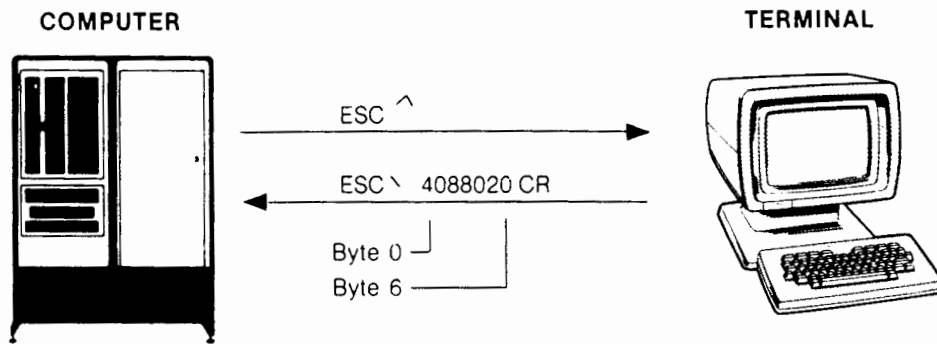 COMPUTER
TERMINAL
ESC ^
ESC \ 4088020 CR
Byte 0
Byte 6